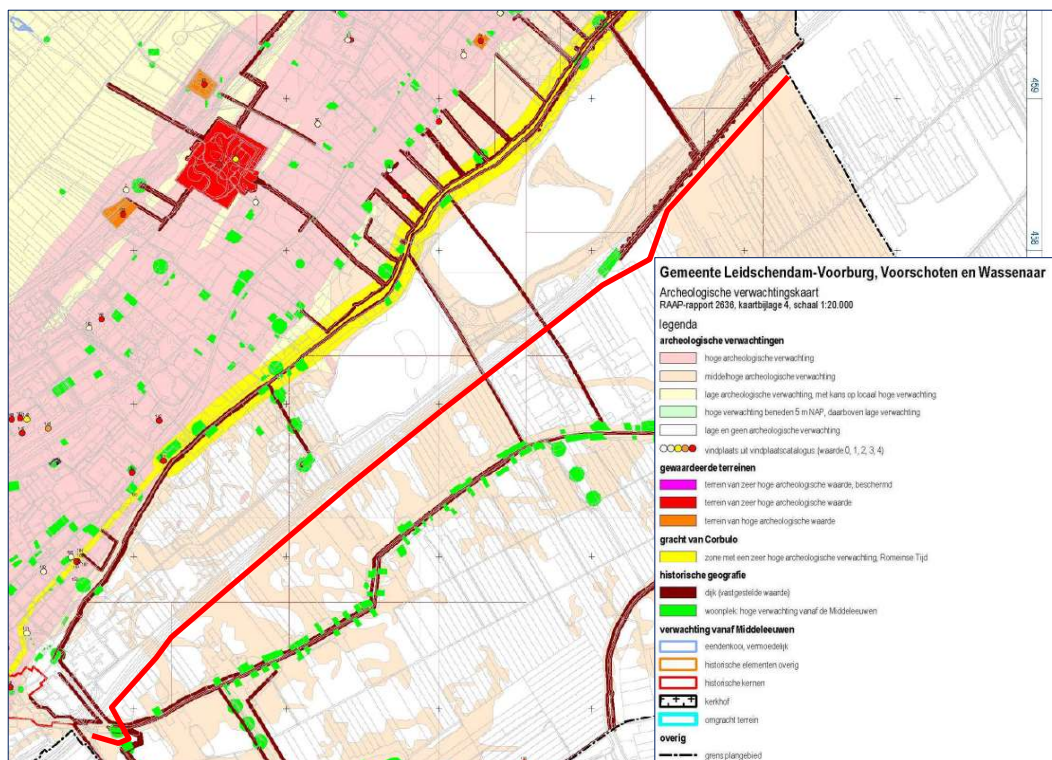 459
438
Gemeente Leidschendam-Voorburg, Voorschoten en Wassenaar
Archeologische verwachtingskaart
RAAP-rapport 2636, kaartbijlage 4, schaal 1:20.000
legenda
archeologische verwachtingen
hoge archeologische verwachting
middelhoge archeologische verwachting
lage archeologische verwachting, met kans op locaal hoge verwachting
hoge verwachting beneden 5 m NAP, daarboven lage verwachting
lage en geen archeologische verwachting
vindplaats uit vindplaatscatalogus (waarde 0, 1, 2, 3, 4)
gewaardeerde terreinen
terrein van zeer hoge archeologische waarde, beschermd
terrein van zeer hoge archeologische waarde
terrein van hoge archeologische waarde
gracht van Corbulo
zone met een zeer hoge archeologische verwachting, Romeinse Tijd
historische geografie
dijk (vastgestelde waarde)
woonplek: hoge verwachting vanaf de Middeleeuwen
verwachting vanaf Middeleeuwen
eendenkooi, vermoedelijk
historische elementen overig
historische kernen
kerkhof
omgracht terrein
overig
grens plangebied